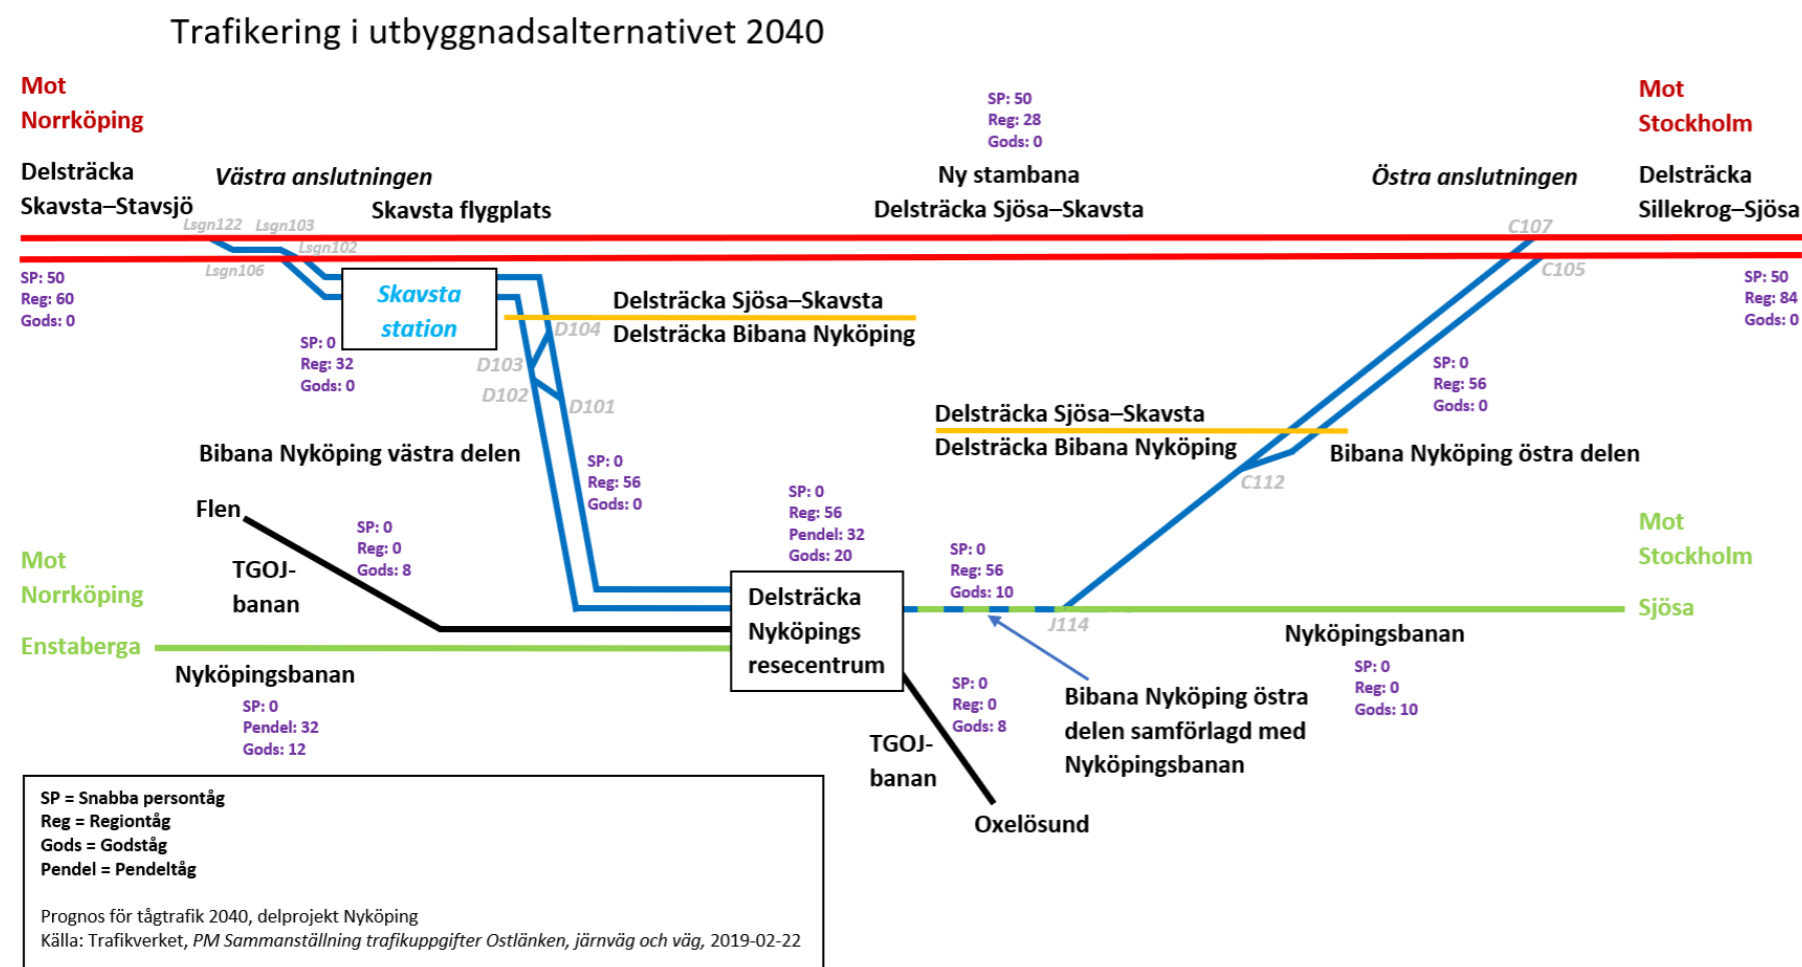 Trafikering i utbyggnadsalternativet 2040
Mot
Norrköping
SP: 50
Reg: 28
Gods: 0
Mot
Stockholm
Delsträcka
Skavsta–Stavsjö
Västra anslutningen
Skavsta flygplats
Ny stambana
Delsträcka Sjösa–Skavsta
Östra anslutningen
Delsträcka
Sillekrog–Sjösa
Lsgn122
Lsgn103
Lsgn102
Lsgn106
C107
C105
SP: 50
Reg: 60
Gods: 0
Skavsta
station
SP: 50
Reg: 84
Gods: 0
Delsträcka Sjösa–Skavsta
Delsträcka Bibana Nyköping
SP: 0
Reg: 32
Gods: 0
D104
D103
D102
D101
SP: 0
Reg: 56
Gods: 0
Delsträcka Sjösa–Skavsta
Delsträcka Bibana Nyköping
Bibana Nyköping västra delen
Bibana Nyköping östra delen
C112
SP: 0
Reg: 56
Gods: 0
Flen
SP: 0
Reg: 0
Gods: 8
TGOJ-
banan
SP: 0
Reg: 56
Pendel: 32
Gods: 20
SP: 0
Reg: 56
Gods: 10
Mot
Norrköping
Mot
Stockholm
Delsträcka
Nyköpings
resecentrum
J114
Sjösa
Enstaberga
Nyköpingsbanan
Nyköpingsbanan
SP: 0
Pendel: 32
Gods: 12
SP: 0
Reg: 0
Gods: 8
SP: 0
Reg: 0
Gods: 10
Bibana Nyköping östra
delen samförlagd med
Nyköpingsbanan
TGOJ-
banan
Oxelösund
SP = Snabba persontåg
Reg = Regiontåg
Gods = Godståg
Pendel = Pendeltåg
Prognos för tågtrafik 2040, delprojekt Nyköping
Källa: Trafikverket, PM Sammanställning trafikuppgifter Ostlänken, järnväg och väg, 2019-02-22